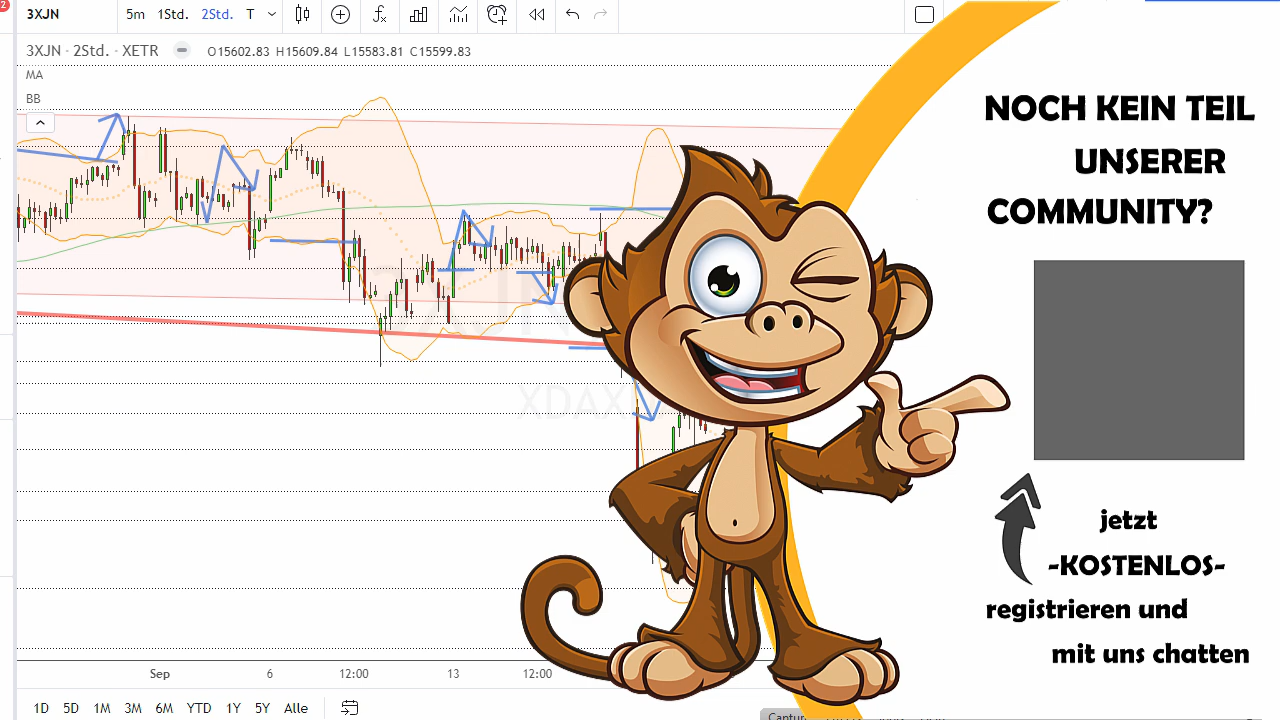 2
3XJN
5m 1Std. 2Std. T
3XJN · 2Std. · XETR
O15602.83 H15609.84 L15583.81 C15599.83
MA
BB
NOCH KEIN TEIL
UNSERER
COMMUNITY?
XDAX
jetzt
-KOSTENLOS-
registrieren und
mit uns chatten
Sep 6 12:00 13 12:00
1D 5D 1M 3M 6M YTD 1Y 5Y Alle